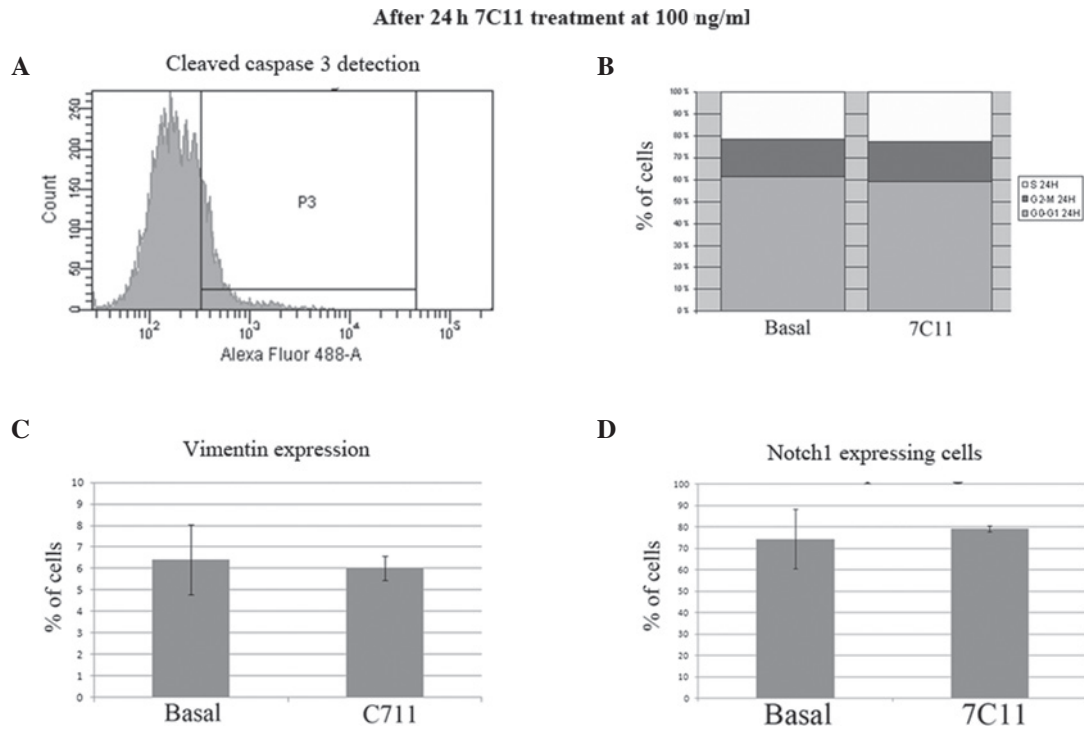 After 24 h 7C11 treatment at 100 ng/ml
A
Cleaved caspase 3 detection
Count
250
200
150
100
50
0
P3
10²
10³
10⁴
10⁵
Alexa Fluor 488-A
B
% of cells
100%
90%
80%
70%
60%
50%
40%
30%
20%
10%
0%
Basal
7C11
S 24H
G2-M 24H
G0-G1 24H
C
Vimentin expression
% of cells
10
9
8
7
6
5
4
3
2
1
0
Basal
C711
D
Notch1 expressing cells
% of cells
100
90
80
70
60
50
40
30
20
10
0
Basal
7C11